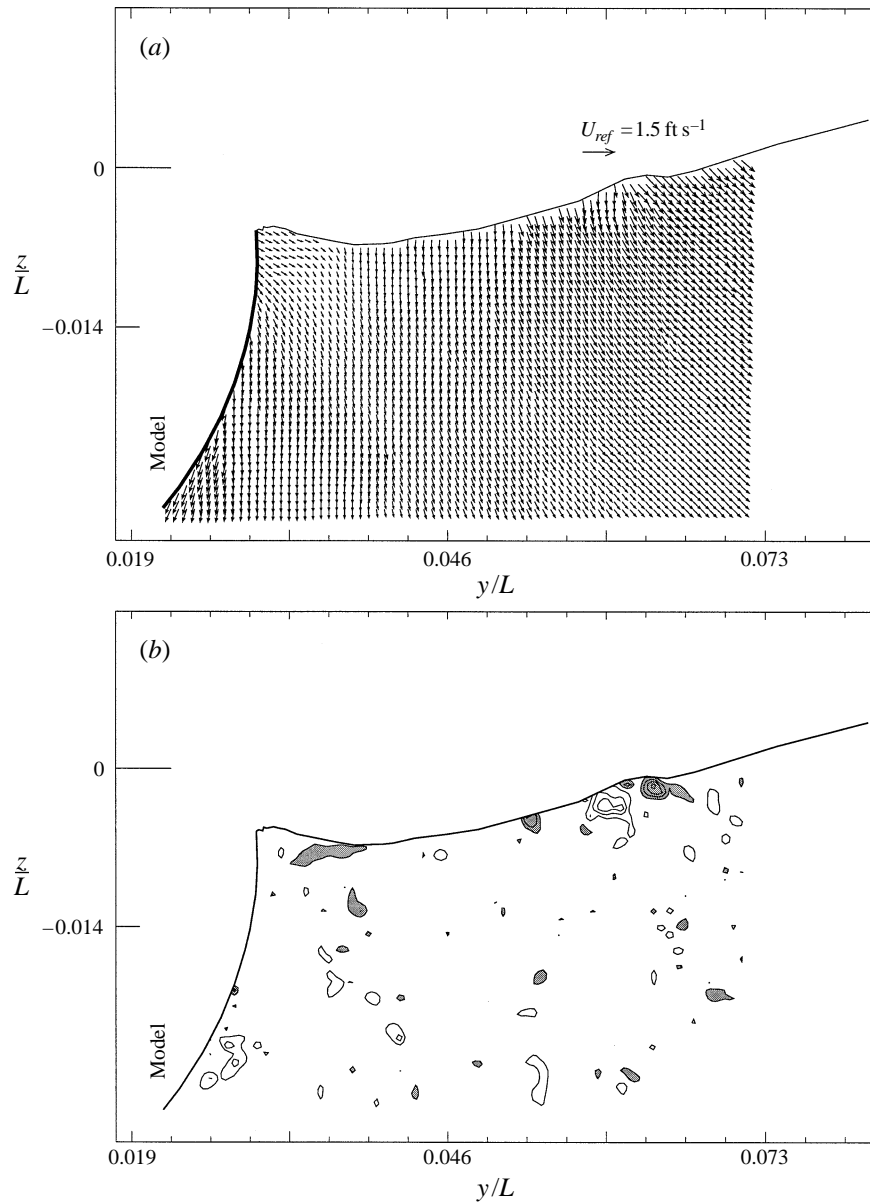 (a)
U_ref = 1.5 ft s⁻¹
0
z/L
−0.014
Model
0.019 0.046 0.073
y/L
(b)
0
z/L
−0.014
Model
0.019 0.046 0.073
y/L